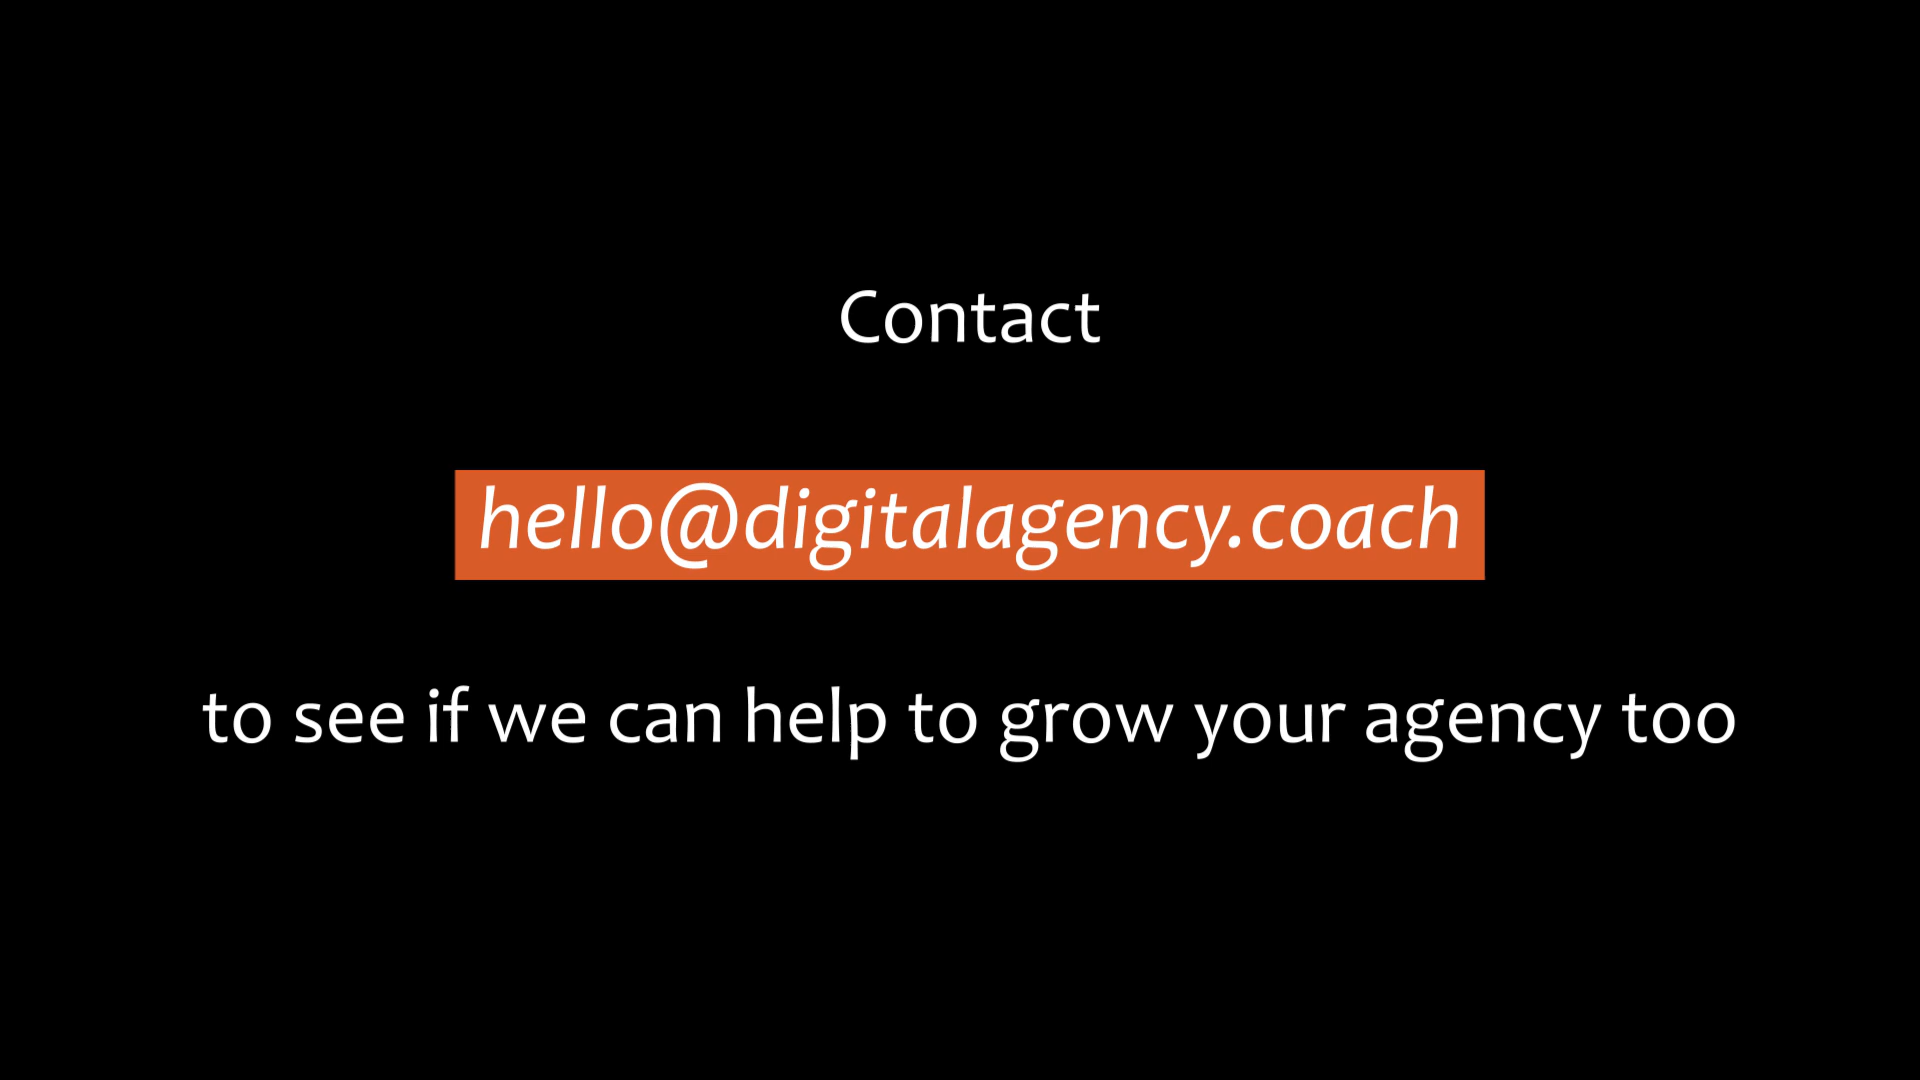 Contact
hello@digitalagency.coach
to see if we can help to grow your agency too